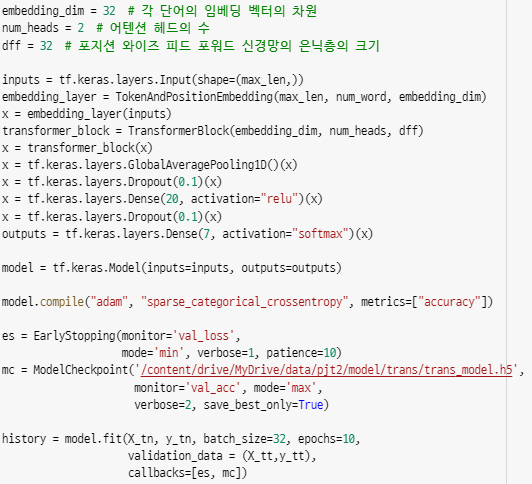 embedding_dim = 32  # 각 단어의 임베딩 벡터의 차원
num_heads = 2  # 어텐션 헤드의 수
dff = 32  # 포지션 와이즈 피드 포워드 신경망의 은닉층의 크기

inputs = tf.keras.layers.Input(shape=(max_len,))
embedding_layer = TokenAndPositionEmbedding(max_len, num_word, embedding_dim)
x = embedding_layer(inputs)
transformer_block = TransformerBlock(embedding_dim, num_heads, dff)
x = transformer_block(x)
x = tf.keras.layers.GlobalAveragePooling1D()(x)
x = tf.keras.layers.Dropout(0.1)(x)
x = tf.keras.layers.Dense(20, activation="relu")(x)
x = tf.keras.layers.Dropout(0.1)(x)
outputs = tf.keras.layers.Dense(7, activation="softmax")(x)

model = tf.keras.Model(inputs=inputs, outputs=outputs)

model.compile("adam", "sparse_categorical_crossentropy", metrics=["accuracy"])

es = EarlyStopping(monitor='val_loss',
                   mode='min', verbose=1, patience=10)
mc = ModelCheckpoint('/content/drive/MyDrive/data/pjt2/model/trans/trans_model.h5',
                     monitor='val_acc', mode='max',
                     verbose=2, save_best_only=True)

history = model.fit(X_tn, y_tn, batch_size=32, epochs=10,
                    validation_data = (X_tt,y_tt),
                    callbacks=[es, mc])